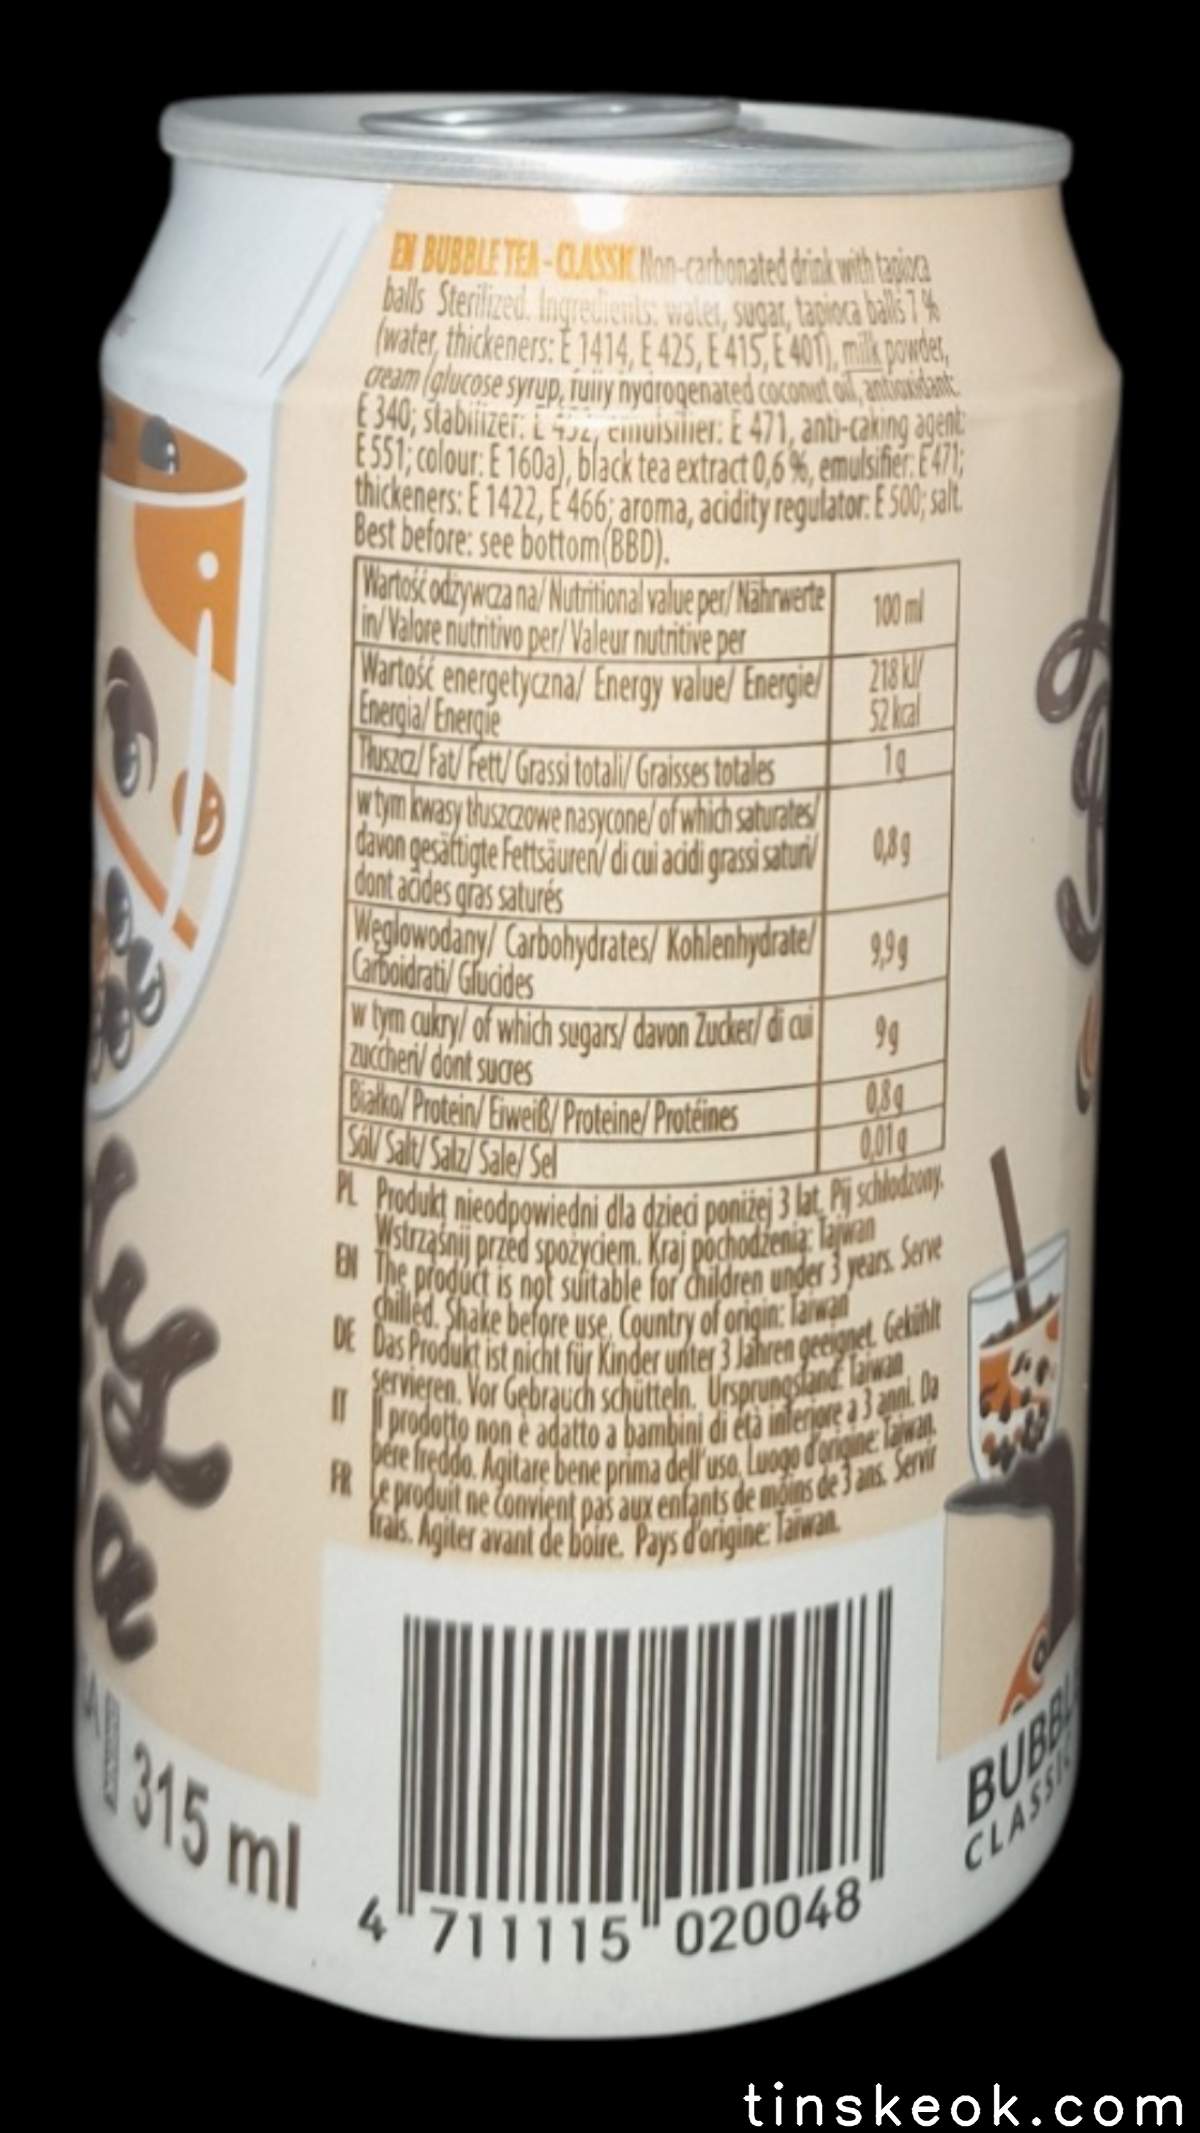 EN BUBBLE TEA - CLASSIC Non-carbonated drink with tapioca
balls Sterilized. Ingredients: water, sugar, tapioca balls 7 %
(water, thickeners: E 1414, E 425, E 415, E 401), milk powder,
cream (glucose syrup, fully hydrogenated coconut oil, antioxidant:
E 340; stabilizer: E 452, emulsifier: E 471, anti-caking agent:
E 551; colour: E 160a), black tea extract 0,6 %, emulsifier: E 471;
thickeners: E 1422, E 466; aroma, acidity regulator: E 500; salt.
Best before: see bottom(BBD).
Wartość odżywcza na/ Nutritional value per/ Nährwerte
in/ Valore nutritivo per/ Valeur nutritive per
100 ml
Wartość energetyczna/ Energy value/ Energie/
Energia/ Energie
218 kJ/
52 kcal
Tłuszcz/ Fat/ Fett/ Grassi totali/ Graisses totales
1 g
w tym kwasy tłuszczowe nasycone/ of which saturates/
davon gesättigte Fettsäuren/ di cui acidi grassi saturi/
dont acides gras saturés
0,8 g
Węglowodany/ Carbohydrates/ Kohlenhydrate/
Carboidrati/ Glucides
9,9 g
w tym cukry/ of which sugars/ davon Zucker/ di cui
zuccheri/ dont sucres
9 g
Białko/ Protein/ Eiweiß/ Proteine/ Protéines
0,8 g
Sól/ Salt/ Salz/ Sale/ Sel
0,01 g
PL Produkt nieodpowiedni dla dzieci poniżej 3 lat. Pij schłodzony.
Wstrząśnij przed spożyciem. Kraj pochodzenia: Tajwan
EN The product is not suitable for children under 3 years. Serve
chilled. Shake before use. Country of origin: Taiwan
DE Das Produkt ist nicht für Kinder unter 3 Jahren geeignet. Gekühlt
servieren. Vor Gebrauch schütteln. Ursprungsland: Taiwan
IT Il prodotto non è adatto a bambini di età inferiore a 3 anni. Da
bere freddo. Agitare bene prima dell'uso. Luogo d'origine: Taiwan.
FR Le produit ne convient pas aux enfants de moins de 3 ans. Servir
frais. Agiter avant de boire. Pays d'origine: Taïwan.
315 ml
4 711115 020048
BUBBL
CLASSIC
tinskeok.com